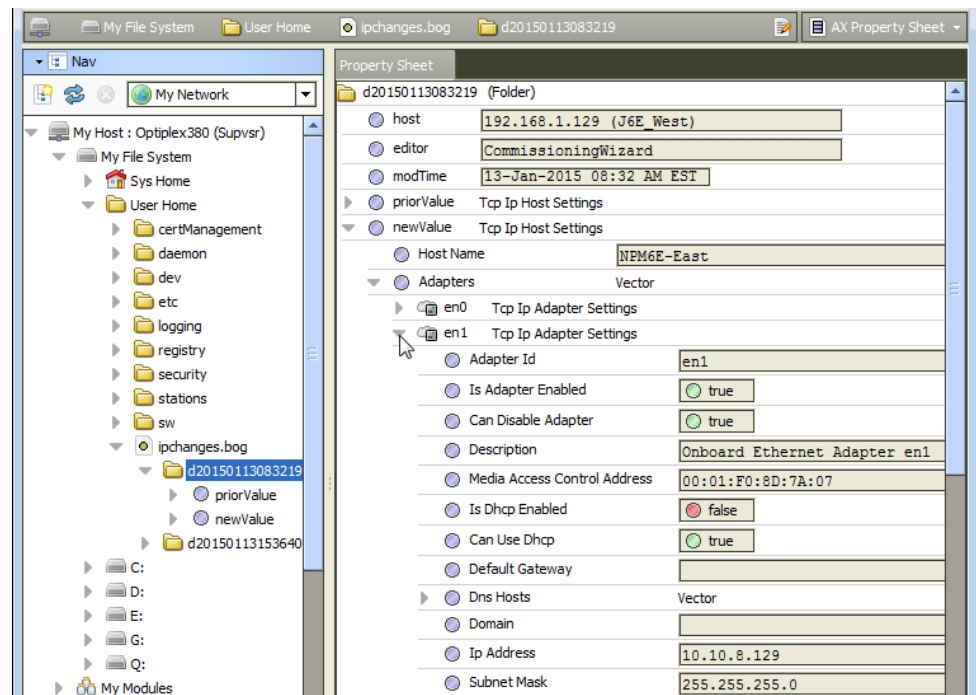 My File System User Home ipchanges.bog d20150113083219 AX Property Sheet
Nav
My Network
My Host : Optiplex380 (Supvsr)
My File System
Sys Home
User Home
certManagement
daemon
dev
etc
logging
registry
security
stations
sw
ipchanges.bog
d20150113083219
priorValue
newValue
d20150113153640
C:
D:
E:
G:
Q:
My Modules
Property Sheet
d20150113083219 (Folder)
host 192.168.1.129 (J6E_West)
editor CommissioningWizard
modTime 13-Jan-2015 08:32 AM EST
priorValue Tcp Ip Host Settings
newValue Tcp Ip Host Settings
Host Name NPM6E-East
Adapters Vector
en0 Tcp Ip Adapter Settings
en1 Tcp Ip Adapter Settings
Adapter Id en1
Is Adapter Enabled true
Can Disable Adapter true
Description Onboard Ethernet Adapter en1
Media Access Control Address 00:01:F0:8D:7A:07
Is Dhcp Enabled false
Can Use Dhcp true
Default Gateway
Dns Hosts Vector
Domain
Ip Address 10.10.8.129
Subnet Mask 255.255.255.0